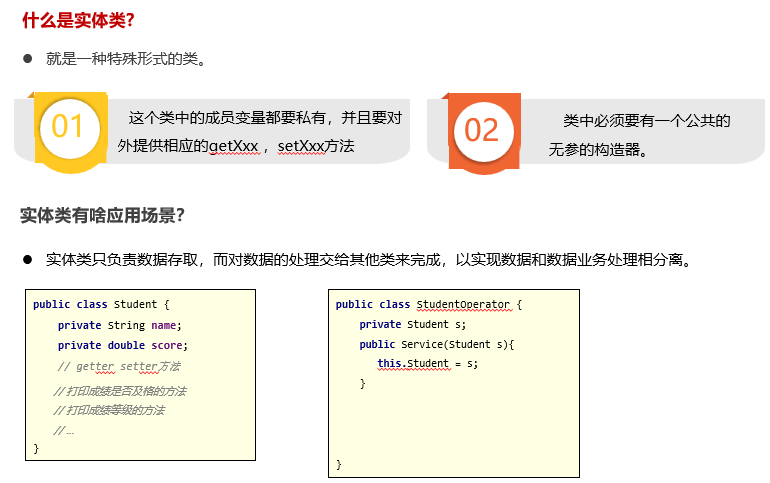 什么是实体类?
● 就是一种特殊形式的类。
01
这个类中的成员变量都要私有，并且要对
外提供相应的getXxx ，setXxx方法
02
类中必须要有一个公共的
无参的构造器。
实体类有啥应用场景?
● 实体类只负责数据存取，而对数据的处理交给其他类来完成，以实现数据和数据业务处理相分离。
public class Student {
private String name;
private double score;
// getter setter方法
//打印成绩是否及格的方法
//打印成绩等级的方法
//...
}
public class StudentOperator {
private Student s;
public Service(Student s){
this.Student = s;
}
}